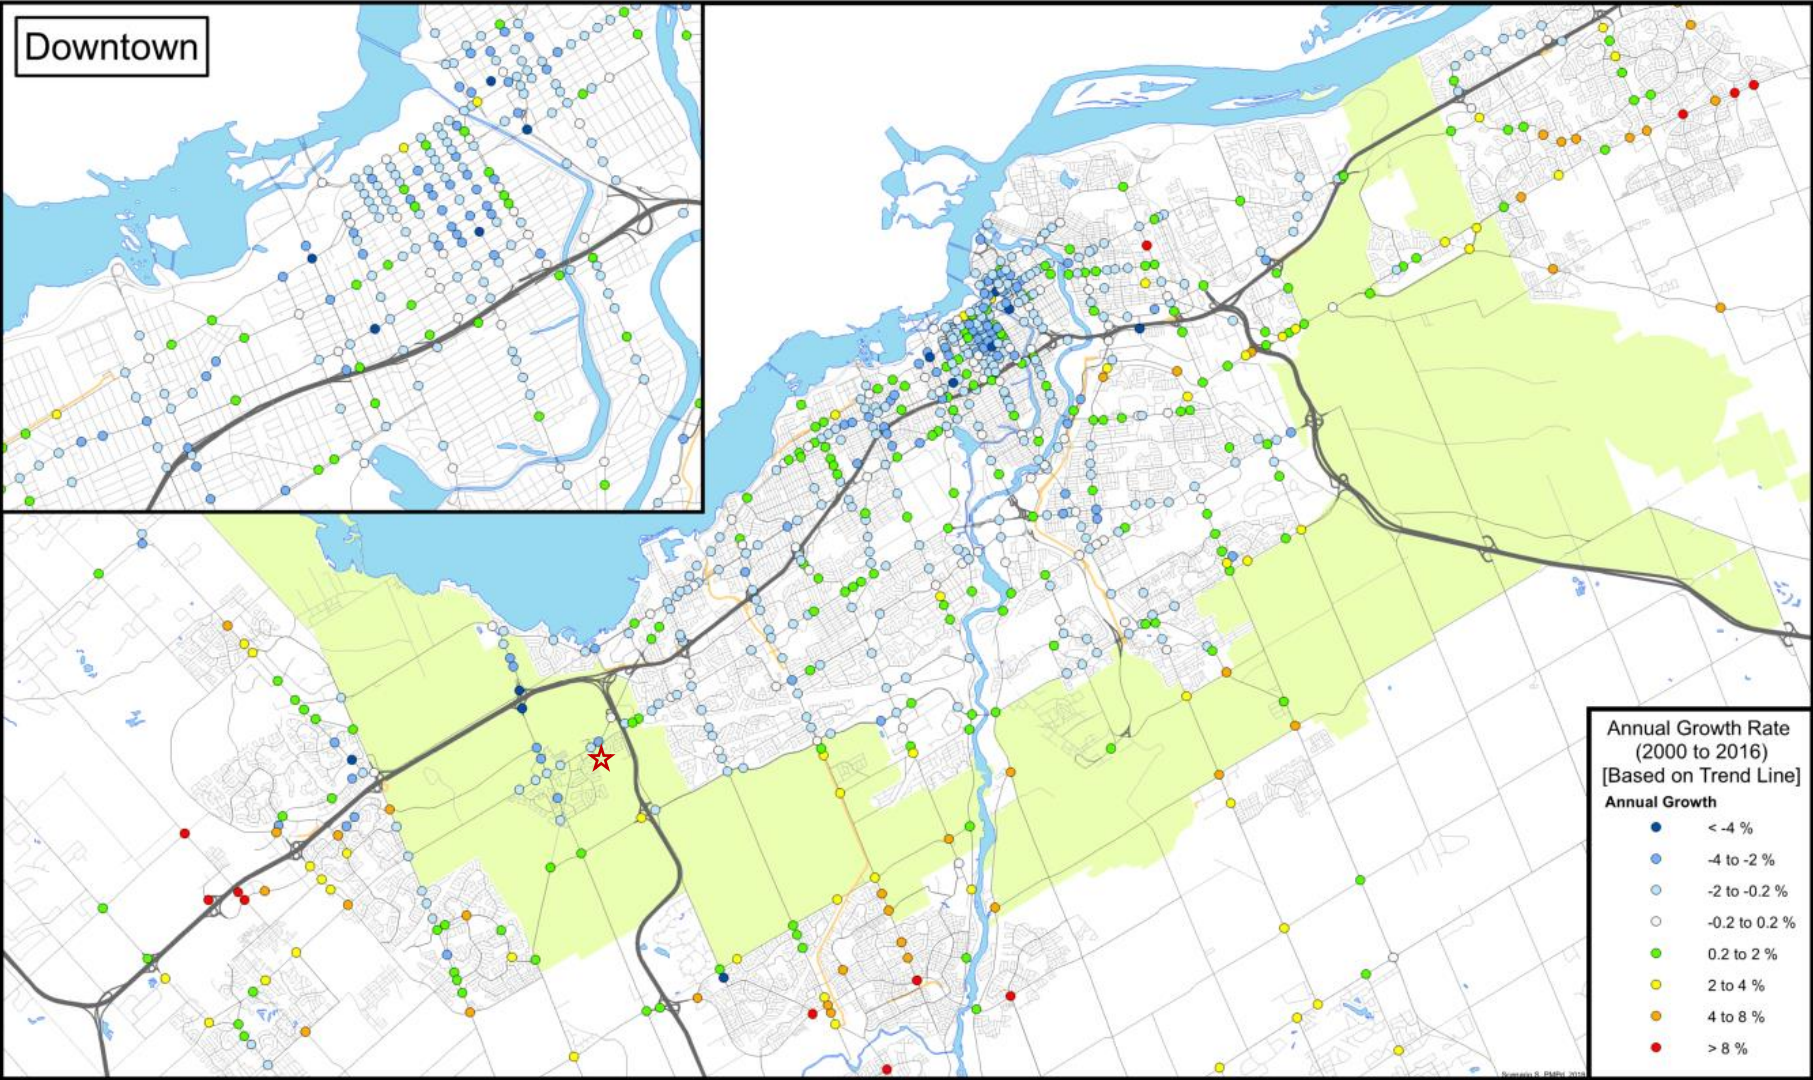 Downtown
Annual Growth Rate
(2000 to 2016)
[Based on Trend Line]
Annual Growth
< -4 %
-4 to -2 %
-2 to -0.2 %
-0.2 to 0.2 %
0.2 to 2 %
2 to 4 %
4 to 8 %
> 8 %